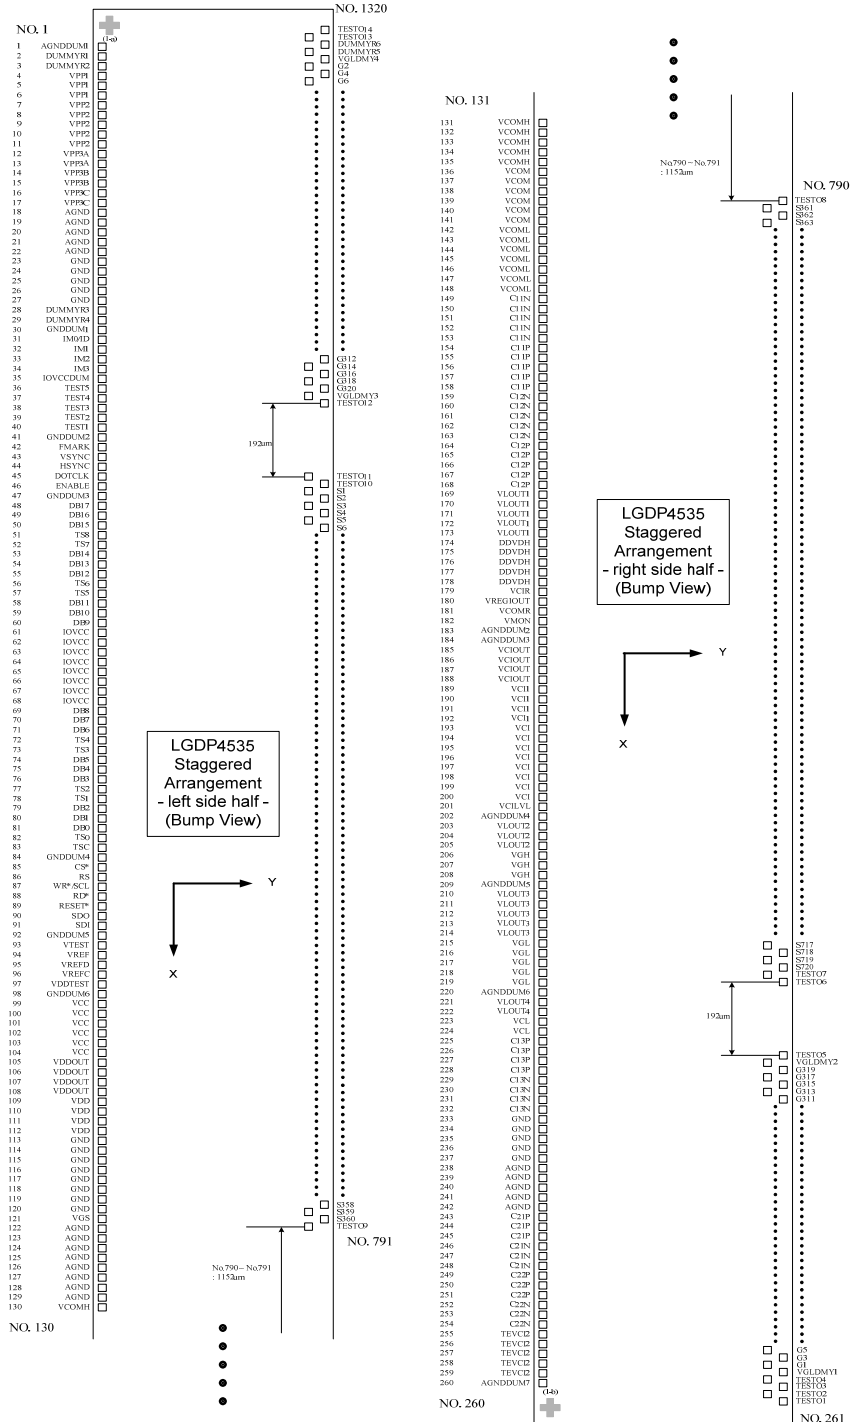 NO. 1
(1-a)
1 AGNDDUM1
2 DUMMYR1
3 DUMMYR2
4 VPP1
5 VPP1
6 VPP1
7 VPP2
8 VPP2
9 VPP2
10 VPP2
11 VPP2
12 VPP3A
13 VPP3A
14 VPP3B
15 VPP3B
16 VPP3C
17 VPP3C
18 AGND
19 AGND
20 AGND
21 AGND
22 AGND
23 GND
24 GND
25 GND
26 GND
27 GND
28 DUMMYR3
29 DUMMYR4
30 GNDDUM1
31 IM0/ID
32 IM1
33 IM2
34 IM3
35 IOVCCDUM
36 TEST5
37 TEST4
38 TEST3
39 TEST2
40 TEST1
41 GNDDUM2
42 FMARK
43 VSYNC
44 HSYNC
45 DOTCLK
46 ENABLE
47 GNDDUM3
48 DB17
49 DB16
50 DB15
51 TS8
52 TS7
53 DB14
54 DB13
55 DB12
56 TS6
57 TS5
58 DB11
59 DB10
60 DB9
61 IOVCC
62 IOVCC
63 IOVCC
64 IOVCC
65 IOVCC
66 IOVCC
67 IOVCC
68 IOVCC
69 DB8
70 DB7
71 DB6
72 TS4
73 TS3
74 DB5
75 DB4
76 DB3
77 TS2
78 TS1
79 DB2
80 DB1
81 DB0
82 TS0
83 TSC
84 GNDDUM4
85 CS*
86 RS
87 WR*/SCL
88 RD*
89 RESET*
90 SDO
91 SDI
92 GNDDUM5
93 VTEST
94 VREF
95 VREFD
96 VREFC
97 VDDTEST
98 GNDDUM6
99 VCC
100 VCC
101 VCC
102 VCC
103 VCC
104 VCC
105 VDDOUT
106 VDDOUT
107 VDDOUT
108 VDDOUT
109 VDD
110 VDD
111 VDD
112 VDD
113 GND
114 GND
115 GND
116 GND
117 GND
118 GND
119 GND
120 GND
121 VGS
122 AGND
123 AGND
124 AGND
125 AGND
126 AGND
127 AGND
128 AGND
129 AGND
130 VCOMH
NO. 130
NO. 1320
TESTO14
TESTO13
DUMMYR6
DUMMYR5
VGLDMY4
G2
G4
G6
G312
G314
G316
G318
G320
VGLDMY3
TESTO12
192um
TESTO11
TESTO10
S1
S2
S3
S4
S5
S6
LGDP4535
Staggered
Arrangement
- left side half -
(Bump View)
Y
X
S358
S359
S360
TESTO9
NO. 791
No.790~No.791
: 1152um
NO. 131
131 VCOMH
132 VCOMH
133 VCOMH
134 VCOMH
135 VCOMH
136 VCOM
137 VCOM
138 VCOM
139 VCOM
140 VCOM
141 VCOM
142 VCOML
143 VCOML
144 VCOML
145 VCOML
146 VCOML
147 VCOML
148 VCOML
149 C11N
150 C11N
151 C11N
152 C11N
153 C11N
154 C11P
155 C11P
156 C11P
157 C11P
158 C11P
159 C12N
160 C12N
161 C12N
162 C12N
163 C12N
164 C12P
165 C12P
166 C12P
167 C12P
168 C12P
169 VLOUT1
170 VLOUT1
171 VLOUT1
172 VLOUT1
173 VLOUT1
174 DDVDH
175 DDVDH
176 DDVDH
177 DDVDH
178 DDVDH
179 VCIR
180 VREG1OUT
181 VCOMR
182 VMON
183 AGNDDUM2
184 AGNDDUM3
185 VCIOUT
186 VCIOUT
187 VCIOUT
188 VCIOUT
189 VCI1
190 VCI1
191 VCI1
192 VCI1
193 VCI
194 VCI
195 VCI
196 VCI
197 VCI
198 VCI
199 VCI
200 VCI
201 VCILVL
202 AGNDDUM4
203 VLOUT2
204 VLOUT2
205 VLOUT2
206 VGH
207 VGH
208 VGH
209 AGNDDUM5
210 VLOUT3
211 VLOUT3
212 VLOUT3
213 VLOUT3
214 VLOUT3
215 VGL
216 VGL
217 VGL
218 VGL
219 VGL
220 AGNDDUM6
221 VLOUT4
222 VLOUT4
223 VCL
224 VCL
225 C13P
226 C13P
227 C13P
228 C13P
229 C13N
230 C13N
231 C13N
232 C13N
233 GND
234 GND
235 GND
236 GND
237 GND
238 AGND
239 AGND
240 AGND
241 AGND
242 AGND
243 C21P
244 C21P
245 C21P
246 C21N
247 C21N
248 C21N
249 C22P
250 C22P
251 C22P
252 C22N
253 C22N
254 C22N
255 TEVCI2
256 TEVCI2
257 TEVCI2
258 TEVCI2
259 TEVCI2
260 AGNDDUM7
NO. 260
(1-b)
No.790~No.791
: 1152um
NO. 790
TESTO8
S361
S362
S363
LGDP4535
Staggered
Arrangement
- right side half -
(Bump View)
Y
X
S717
S718
S719
S720
TESTO7
TESTO6
192um
TESTO5
VGLDMY2
G319
G317
G315
G313
G311
G5
G3
G1
VGLDMY1
TESTO4
TESTO3
TESTO2
TESTO1
NO. 261